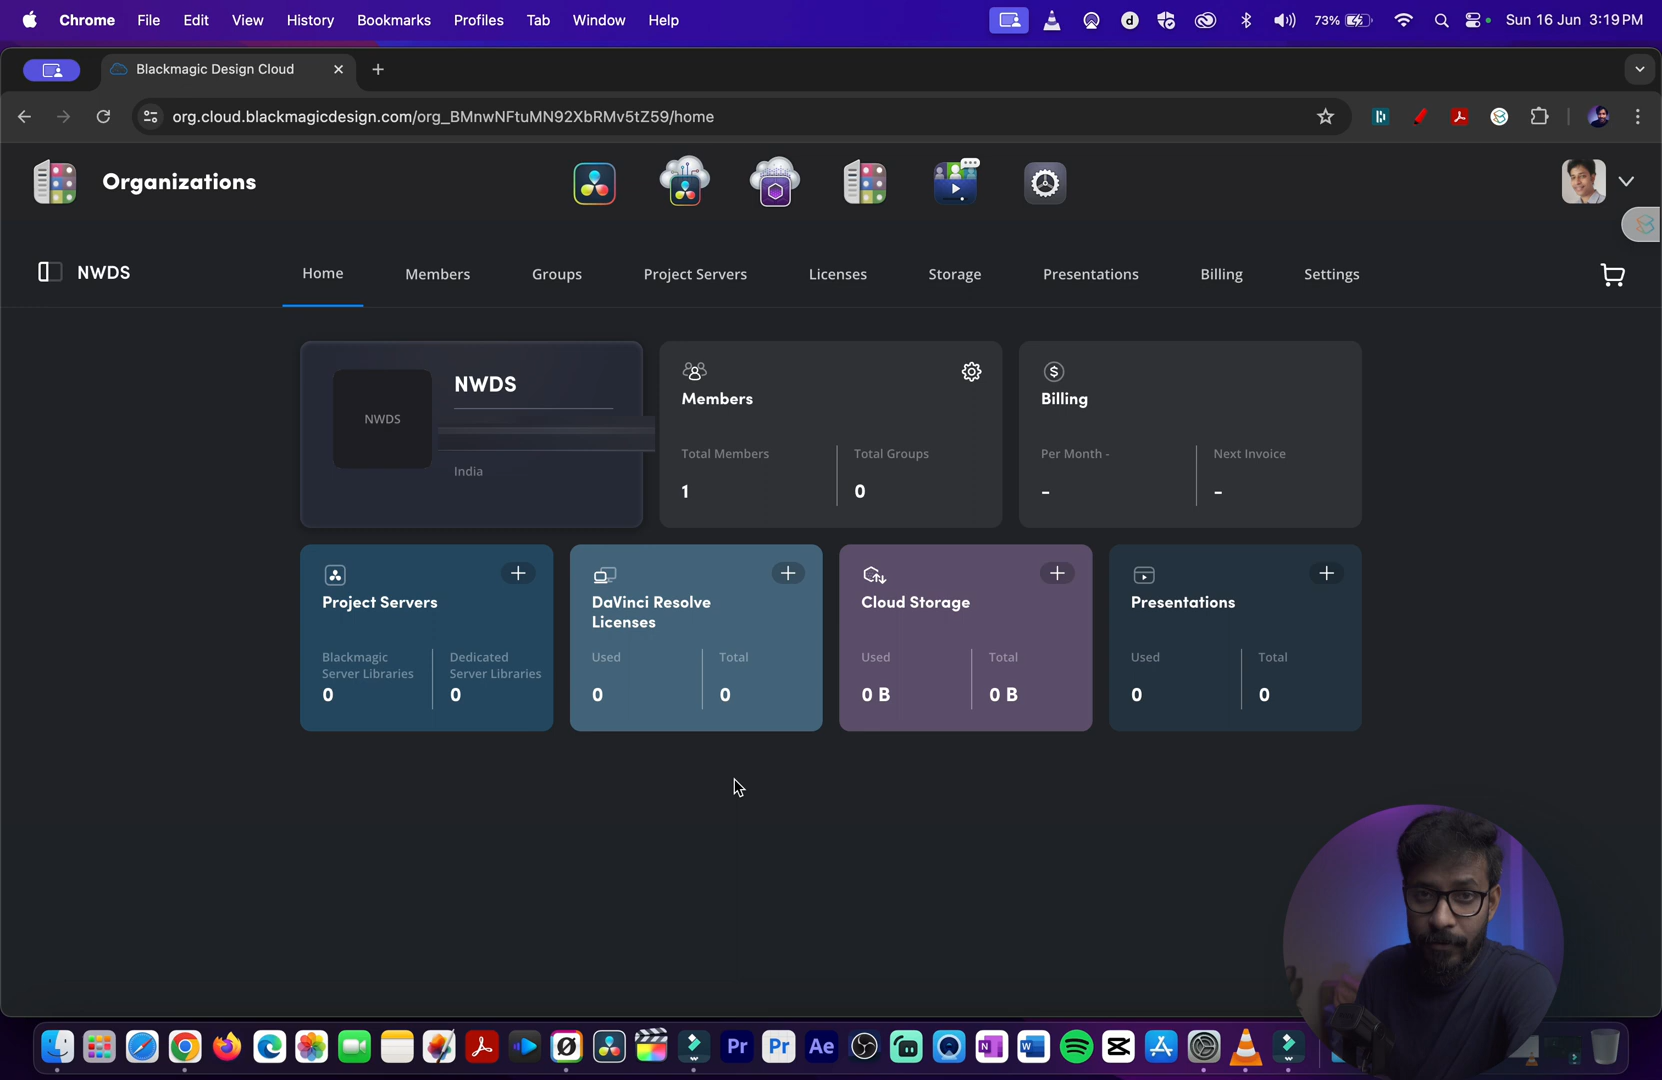 Chrome File Edit View History Bookmarks Profiles Tab Window Help 73% Sun 16 Jun 3:19 PM
Blackmagic Design Cloud
org.cloud.blackmagicdesign.com/org_BMnwNFtuMN92XbRMv5tZ59/home
Organizations
NWDS Home Members Groups Project Servers Licenses Storage Presentations Billing Settings
NWDS
NWDS
India
Members
Total Members Total Groups
1 0
Billing
Per Month - Next Invoice
- -
Project Servers
Blackmagic Server Libraries
Dedicated Server Libraries
0 0
DaVinci Resolve
Licenses
Used Total
0 0
Cloud Storage
Used Total
0 B 0 B
Presentations
Used Total
0 0
Pr Pr Ae